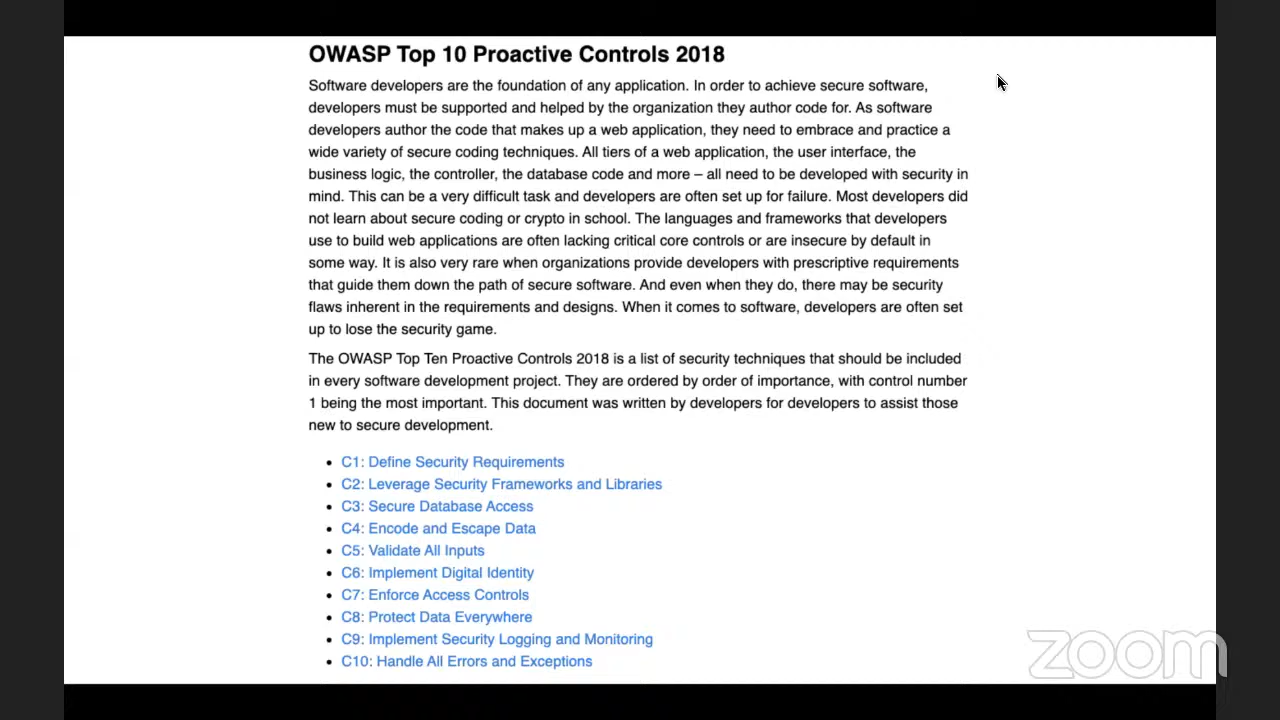 OWASP Top 10 Proactive Controls 2018
Software developers are the foundation of any application. In order to achieve secure software,
developers must be supported and helped by the organization they author code for. As software
developers author the code that makes up a web application, they need to embrace and practice a
wide variety of secure coding techniques. All tiers of a web application, the user interface, the
business logic, the controller, the database code and more – all need to be developed with security in
mind. This can be a very difficult task and developers are often set up for failure. Most developers did
not learn about secure coding or crypto in school. The languages and frameworks that developers
use to build web applications are often lacking critical core controls or are insecure by default in
some way. It is also very rare when organizations provide developers with prescriptive requirements
that guide them down the path of secure software. And even when they do, there may be security
flaws inherent in the requirements and designs. When it comes to software, developers are often set
up to lose the security game.
The OWASP Top Ten Proactive Controls 2018 is a list of security techniques that should be included
in every software development project. They are ordered by order of importance, with control number
1 being the most important. This document was written by developers for developers to assist those
new to secure development.
• C1: Define Security Requirements
• C2: Leverage Security Frameworks and Libraries
• C3: Secure Database Access
• C4: Encode and Escape Data
• C5: Validate All Inputs
• C6: Implement Digital Identity
• C7: Enforce Access Controls
• C8: Protect Data Everywhere
• C9: Implement Security Logging and Monitoring
• C10: Handle All Errors and Exceptions
zoom